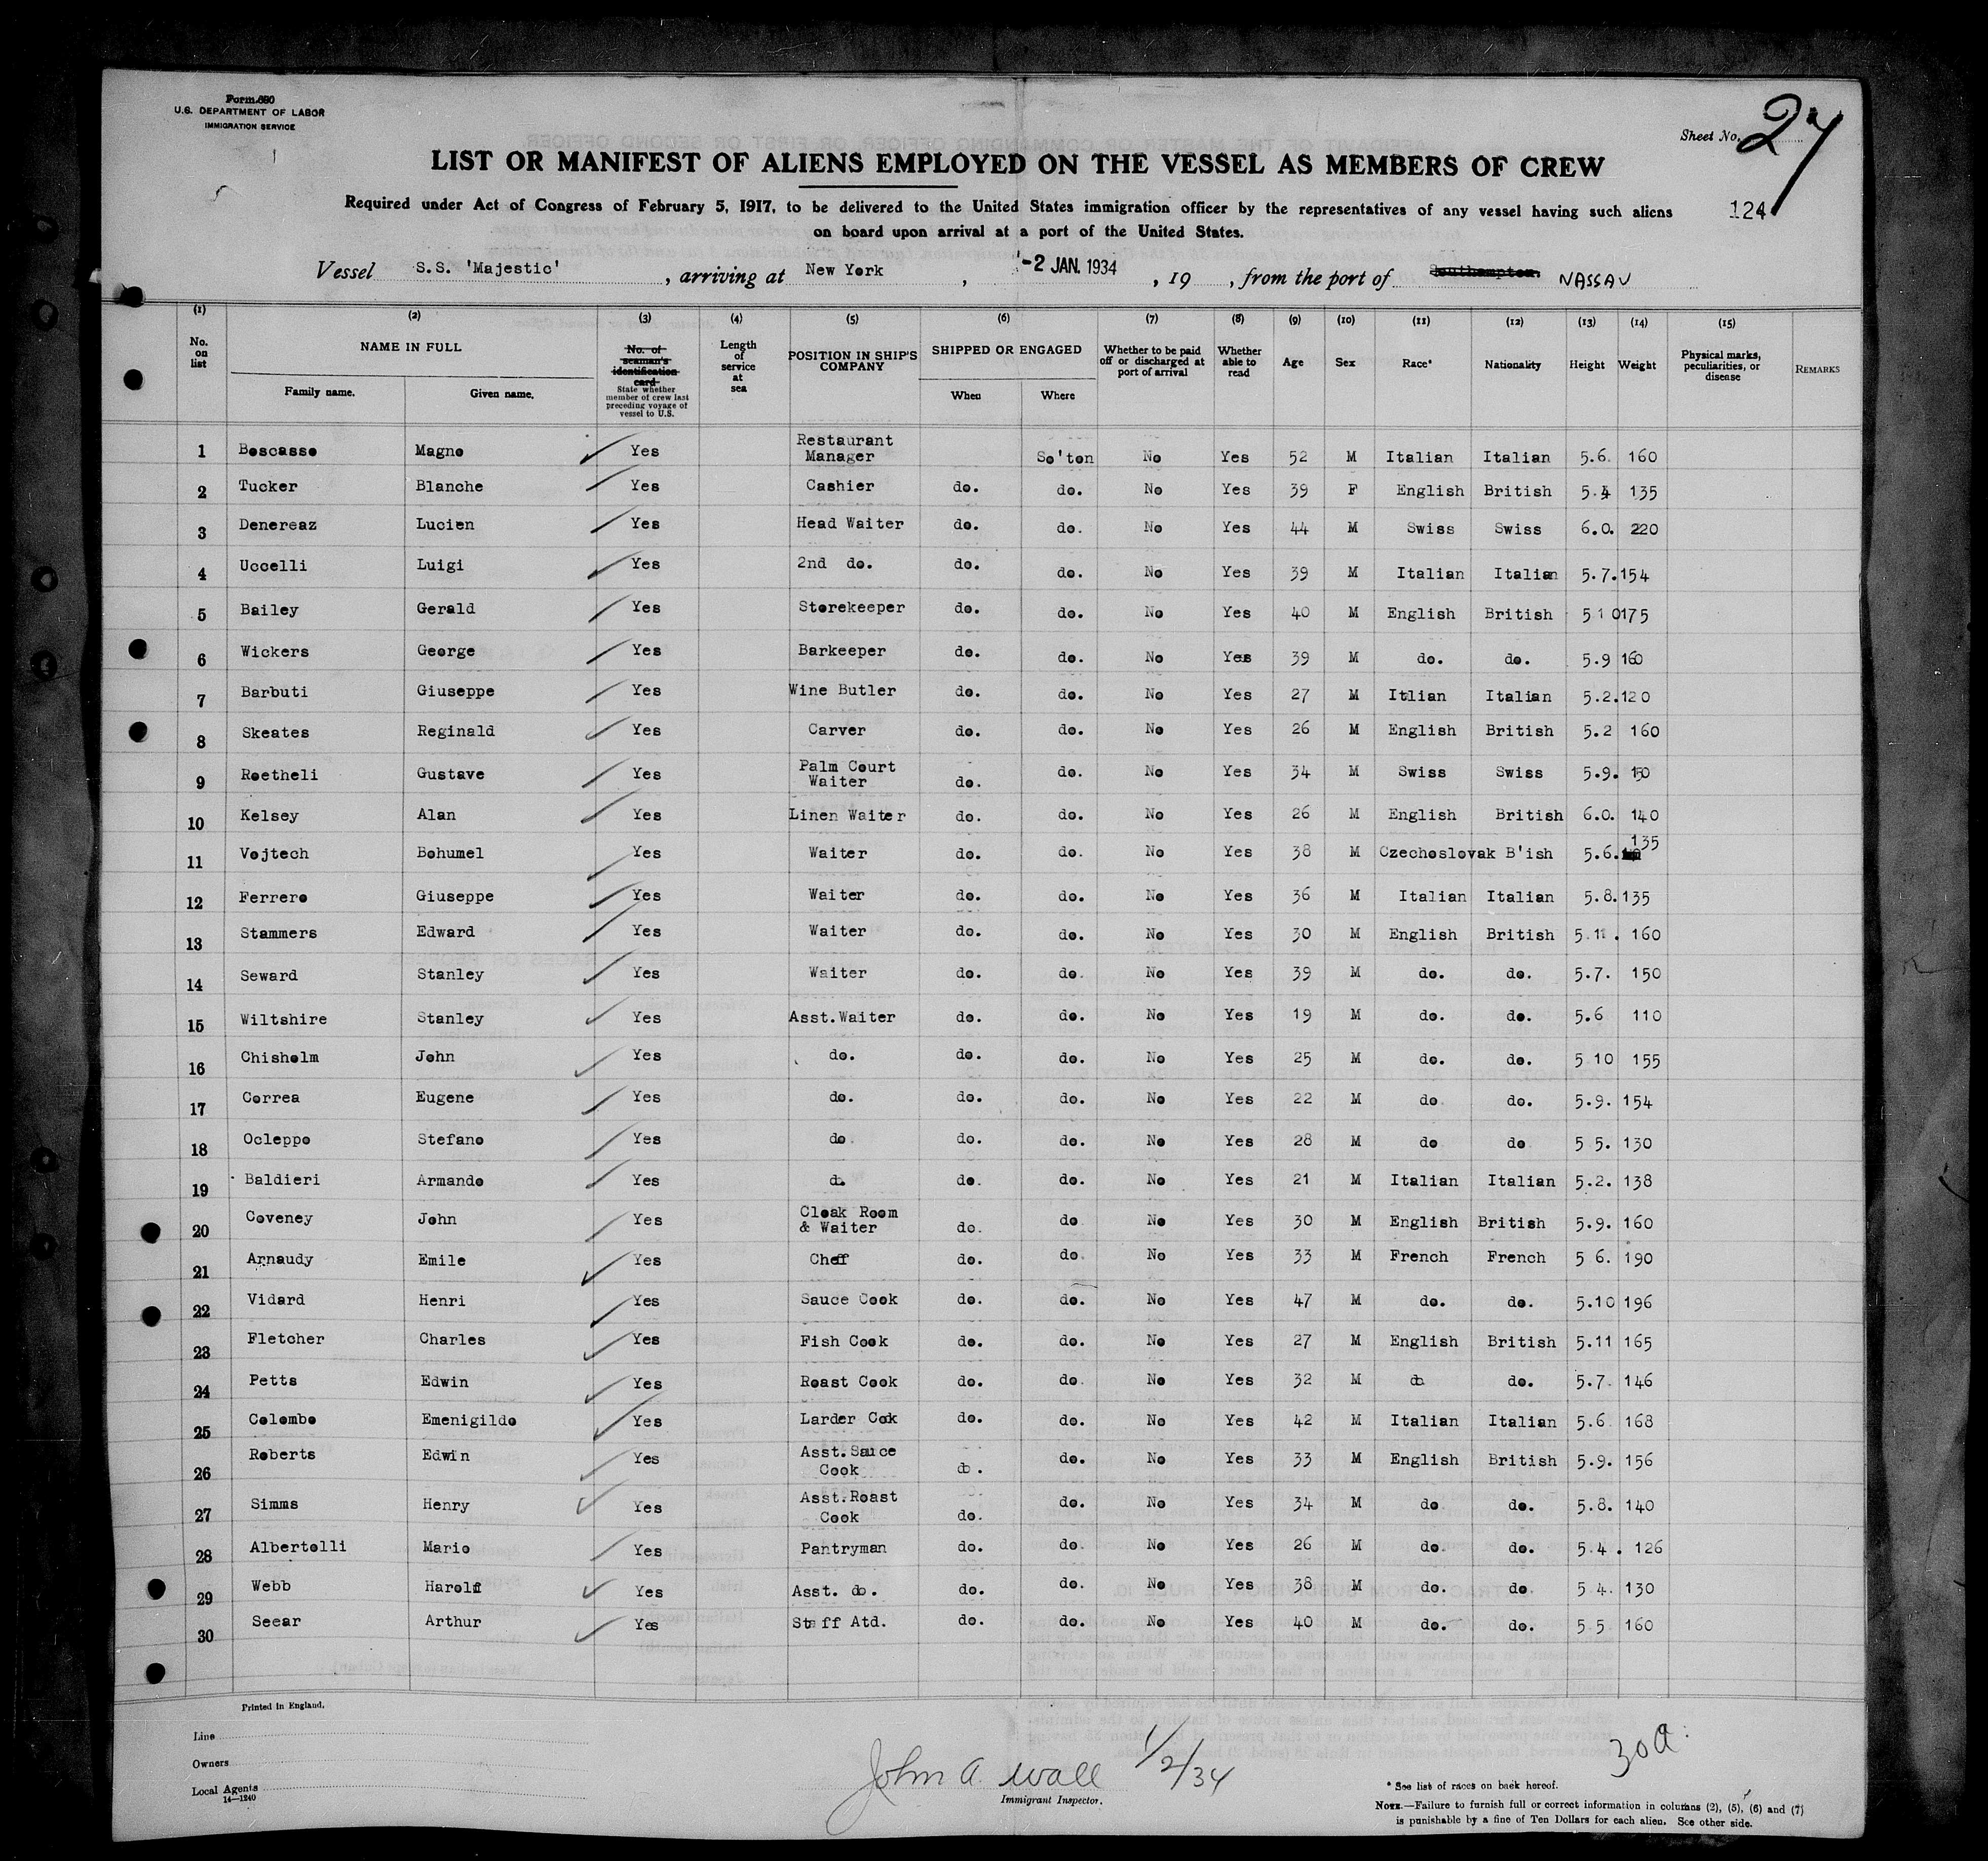 Form 680
U.S. DEPARTMENT OF LABOR
IMMIGRATION SERVICE
Sheet No. 27
LIST OR MANIFEST OF ALIENS EMPLOYED ON THE VESSEL AS MEMBERS OF CREW
Required under Act of Congress of February 5, 1917, to be delivered to the United States immigration officer by the representatives of any vessel having such aliens
on board upon arrival at a port of the United States.
124
Vessel S.S. 'Majestic' , arriving at New York , -2 JAN. 1934 , 19 , from the port of Southampton. NASSAU
(1) (2) (3) (4) (5) (6) (7) (8) (9) (10) (11) (12) (13) (14) (15)
No. on list NAME IN FULL Family name. Given name. No. of seaman's identification card State whether member of crew last preceding voyage of vessel to U.S. Length of service at sea POSITION IN SHIP'S COMPANY SHIPPED OR ENGAGED When Where Whether to be paid off or discharged at port of arrival Whether able to read Age Sex Race* Nationality Height Weight Physical marks, peculiarities, or disease REMARKS
1 Boscasso Magno Yes Restaurant Manager So'ton No Yes 52 M Italian Italian 5.6. 160
2 Tucker Blanche Yes Cashier do. do. No Yes 39 F English British 5.4 135
3 Denereaz Lucien Yes Head Waiter do. do. No Yes 44 M Swiss Swiss 6.0. 220
4 Uccelli Luigi Yes 2nd do. do. do. No Yes 39 M Italian Italian 5.7. 154
5 Bailey Gerald Yes Storekeeper do. do. No Yes 40 M English British 5 10 175
6 Wickers George Yes Barkeeper do. do. No Yes 39 M do. do. 5.9 160
7 Barbuti Giuseppe Yes Wine Butler do. do. No Yes 27 M Itlian Italian 5.2. 120
8 Skeates Reginald Yes Carver do. do. No Yes 26 M English British 5.2 160
9 Roetheli Gustave Yes Palm Court Waiter do. do. No Yes 34 M Swiss Swiss 5.9. 150
10 Kelsey Alan Yes Linen Waiter do. do. No Yes 26 M English British 6.0. 140
11 Vojtech Bohumel Yes Waiter do. do. No Yes 38 M Czechoslovak B'ish 5.6. 135
12 Ferrero Giuseppe Yes Waiter do. do. No Yes 36 M Italian Italian 5.8. 135
13 Stammers Edward Yes Waiter do. do. No Yes 30 M English British 5.11. 160
14 Seward Stanley Yes Waiter do. do. No Yes 39 M do. do. 5.7. 150
15 Wiltshire Stanley Yes Asst.Waiter do. do. No Yes 19 M do. do. 5.6 110
16 Chisholm John Yes do. do. do. No Yes 25 M do. do. 5 10 155
17 Correa Eugene Yes do. do. do. No Yes 22 M do do. 5.9. 154
18 Ocleppo Stefano Yes do do. do. No Yes 28 M do do 5 5. 130
19 Baldieri Armando Yes do. do. do. No Yes 21 M Italian Italian 5.2. 138
20 Coveney John Yes Cloak Room & Waiter do. do No Yes 30 M English British 5.9. 160
21 Arnaudy Emile Yes Cheff do. do No Yes 33 M French French 5 6. 190
22 Vidard Henri Yes Sauce Cook do. do. No Yes 47 M do. do. 5.10 196
23 Fletcher Charles Yes Fish Cook do. do. No Yes 27 M English British 5.11 165
24 Petts Edwin Yes Roast Cook do. do No Yes 32 M do do. 5.7. 146
25 Colombo Emenigildo Yes Larder Cook do. do. No Yes 42 M Italian Italian 5.6 168
26 Roberts Edwin Yes Asst.Sauce Cook do. do. No Yes 33 M English British 5.9. 156
27 Simms Henry Yes Asst.Roast Cook do. do. No Yes 34 M do do. 5.8. 140
28 Albertelli Mario Yes Pantryman do. do. No Yes 26 M do. do. 5 4. 126
29 Webb Harold Yes Asst. do. do. do. No Yes 38 M do. do 5 4. 130
30 Seear Arthur Yes Staff Atd. do. do. No Yes 40 M do. do. 5 5 160
Printed in England.
Line
Owners
Local Agents
14—1240
John A. Wall 1/2/34
Immigrant Inspector.
30 a.
* See list of races on back hereof.
NOTE.—Failure to furnish full or correct information in columns (2), (5), (6) and (7)
is punishable by a fine of Ten Dollars for each alien. See other side.